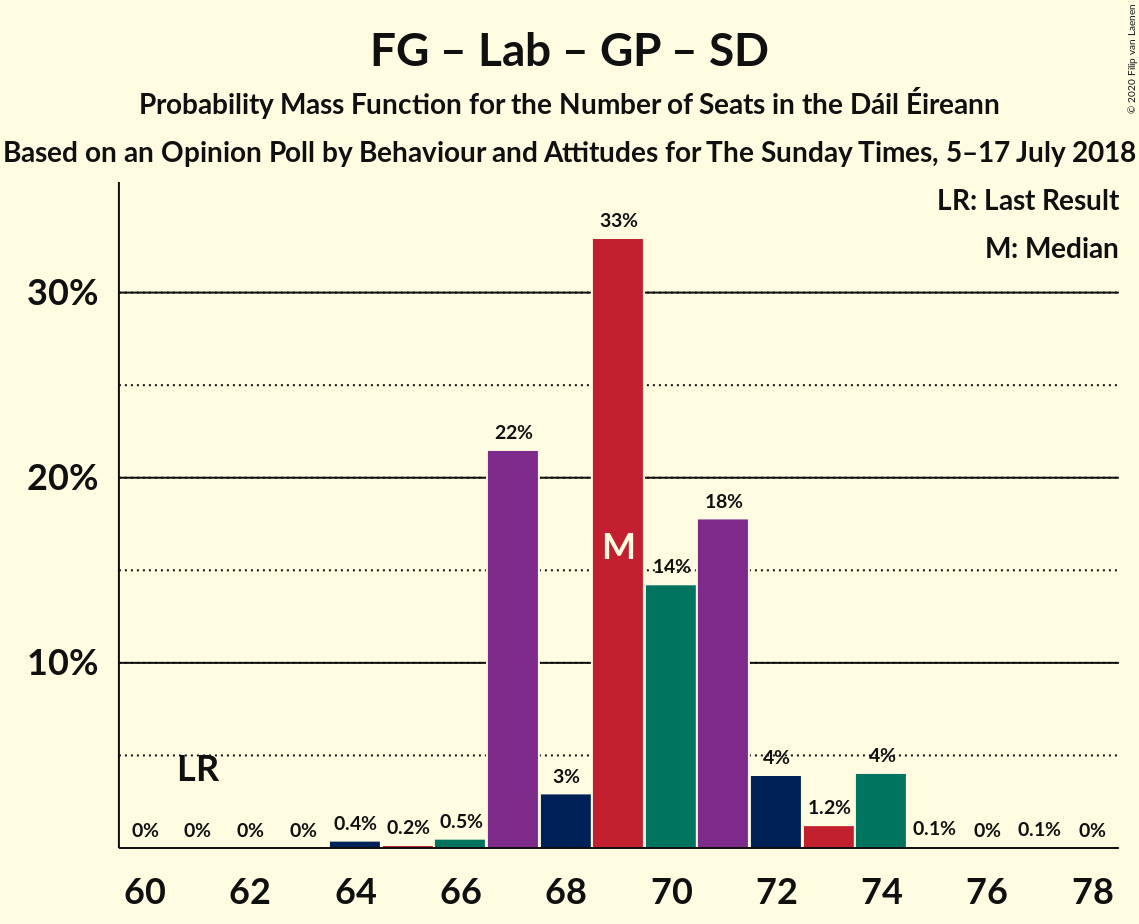 FG – Lab – GP – SD
Probability Mass Function for the Number of Seats in the Dáil Éireann
Based on an Opinion Poll by Behaviour and Attitudes for The Sunday Times, 5–17 July 2018
© 2020 Filip van Laenen
LR: Last Result
M: Median
30%
20%
10%
LR
M
0% 0% 0% 0% 0.4% 0.2% 0.5% 22% 3% 33% 14% 18% 4% 1.2% 4% 0.1% 0% 0.1% 0%
60 62 64 66 68 70 72 74 76 78